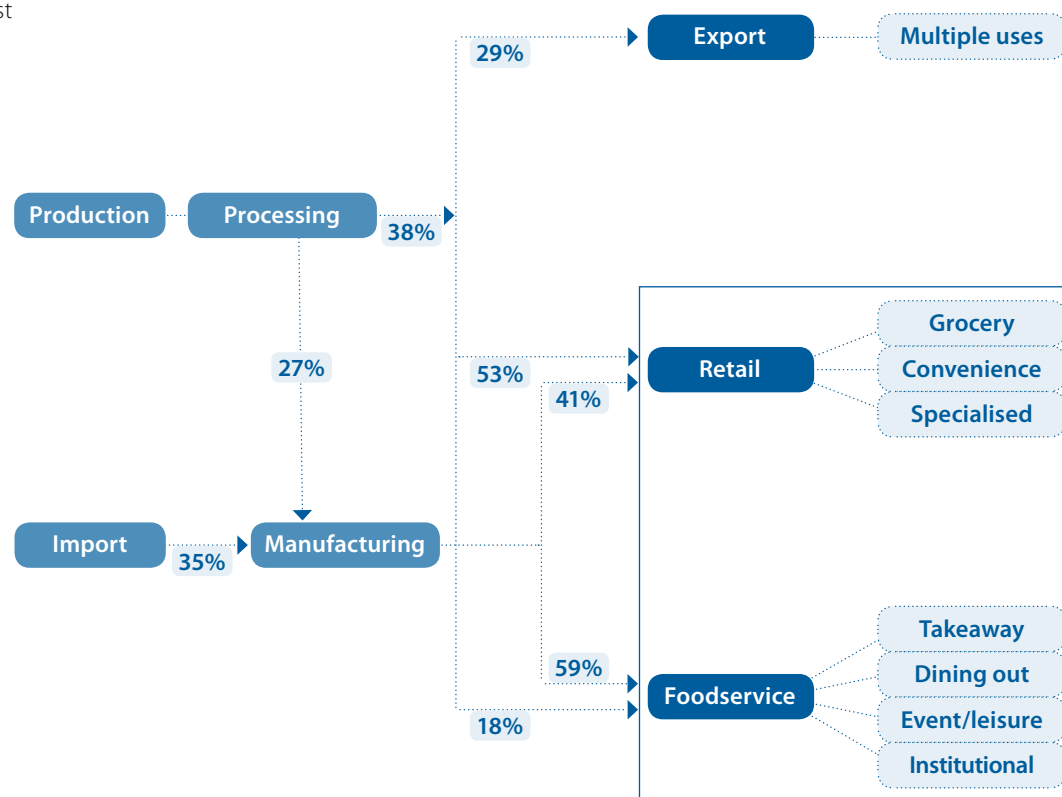 st
Export
Multiple uses
29%
Production
Processing
38%
Grocery
27%
Retail
Convenience
53%
41%
Specialised
Import
Manufacturing
35%
Takeaway
59%
Dining out
Foodservice
Event/leisure
18%
Institutional